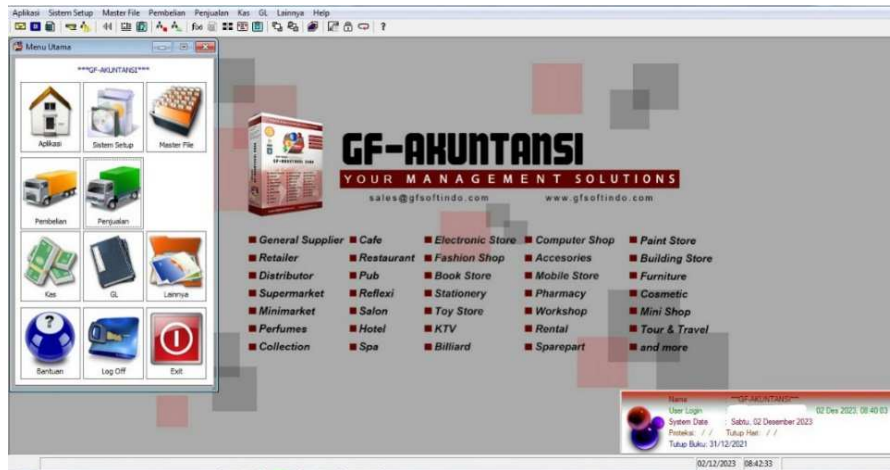 Aplikasi Sistem Setup Master File Pembelian Penjualan Kas GL Lainnya Help
Menu Utama
***GF-AKUNTANSI***
Aplikasi Sistem Setup Master File
Pembelian Penjualan
Kas GL Lainnya
Bantuan Log Off Exit
GF-AKUNTANSI
YOUR MANAGEMENT SOLUTIONS
sales@gfsoftindo.com www.gfsoftindo.com
General Supplier Cafe Electronic Store Computer Shop Paint Store
Retailer Restaurant Fashion Shop Accesories Building Store
Distributor Pub Book Store Mobile Store Furniture
Supermarket Reflexi Stationery Pharmacy Cosmetic
Minimarket Salon Toy Store Workshop Mini Shop
Perfumes Hotel KTV Rental Tour & Travel
Collection Spa Billiard Sparepart and more
Name ***GF-AKUNTANSI***
User Login 02 Des 2023, 08:40:03
System Date : Sabtu, 02 Desember 2023
Proteksi: / / Tutup Hari: / /
Tutup Buku: 31/12/2021
02/12/2023 08:42:33